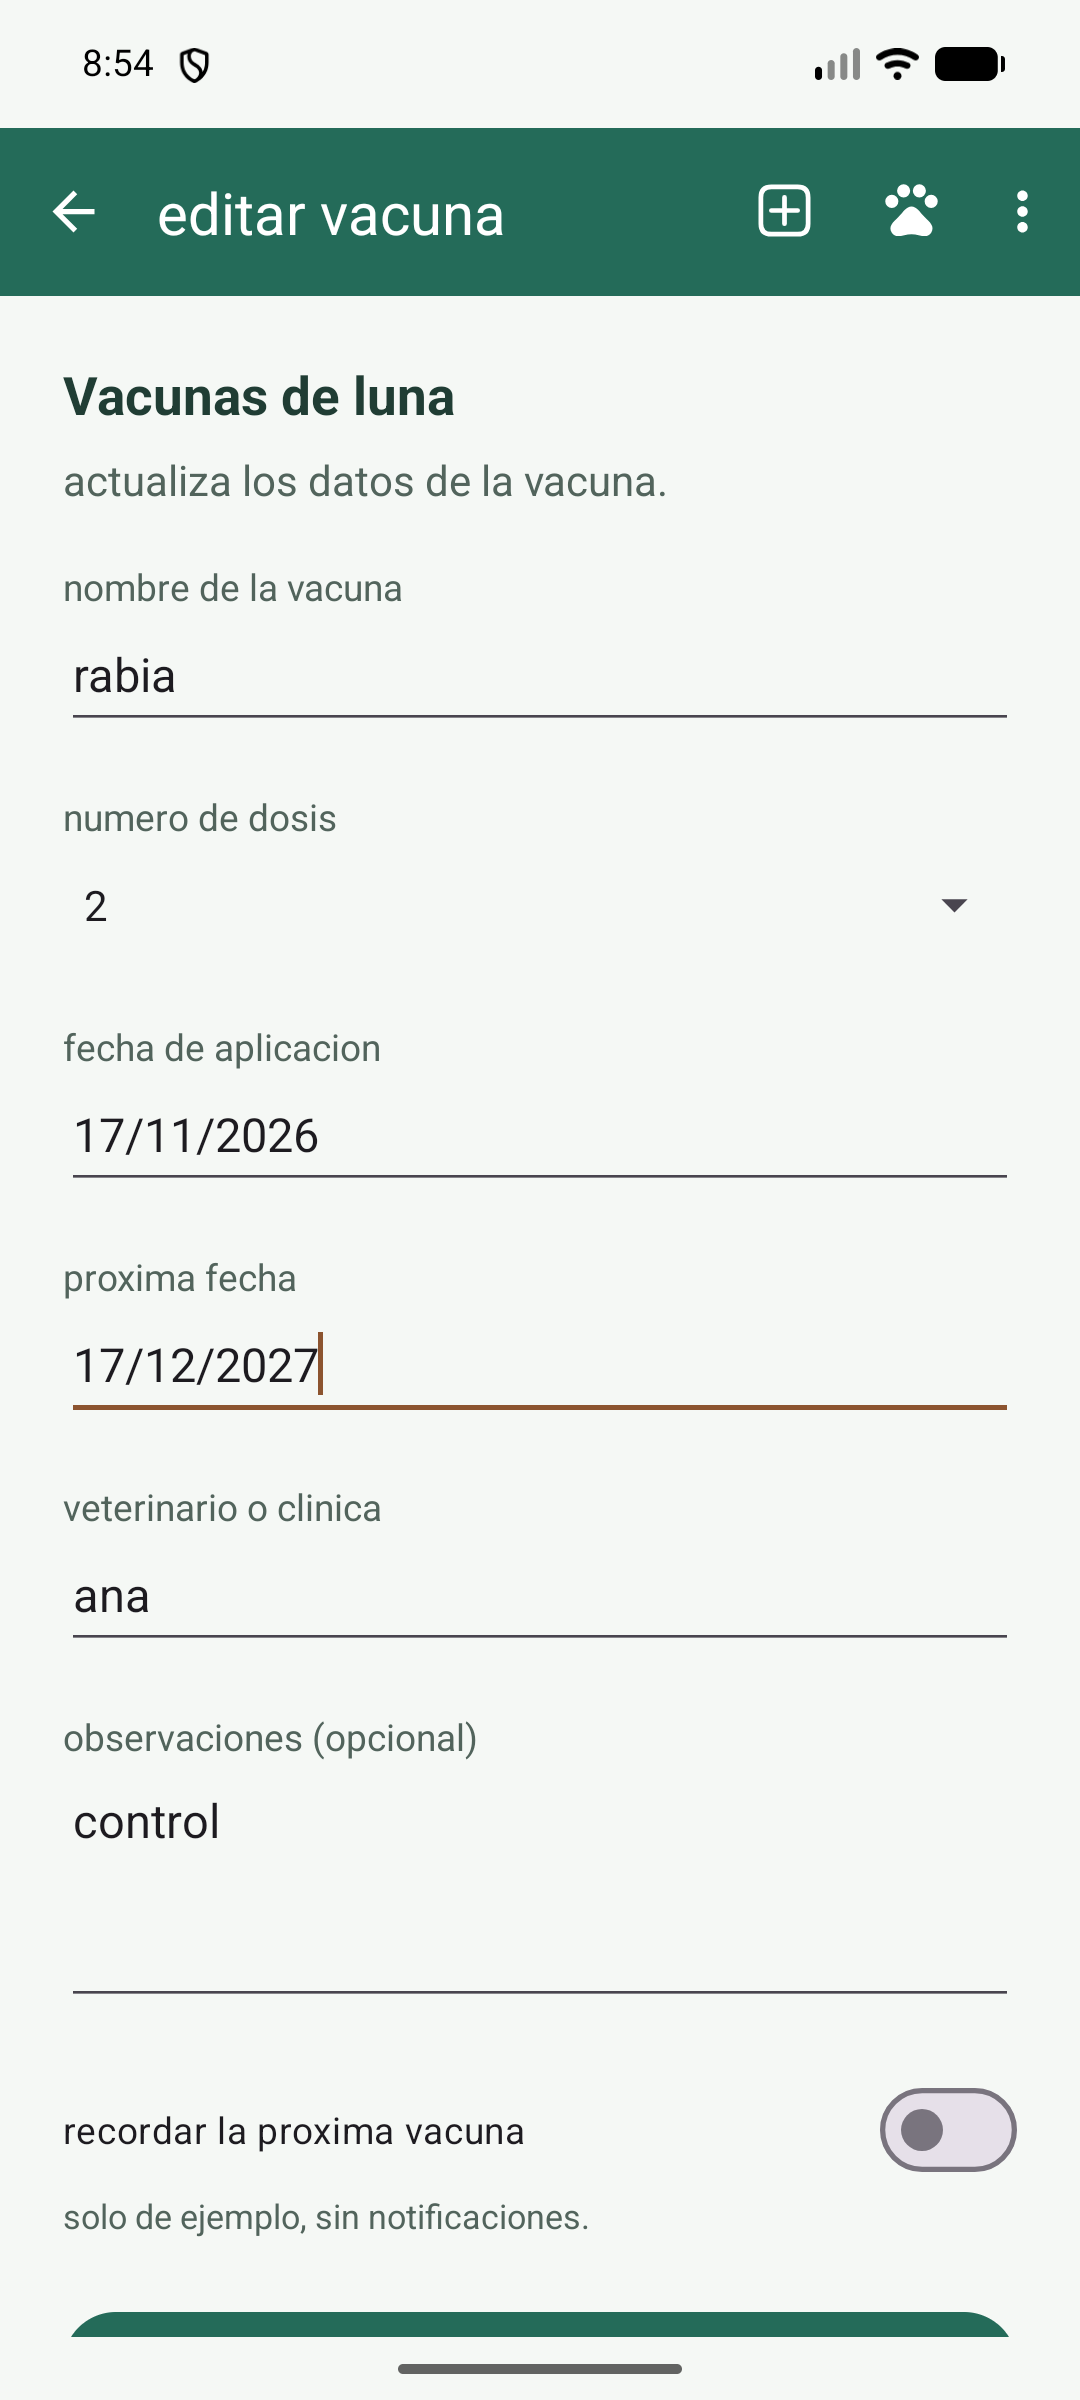 8:54
editar vacuna
Vacunas de luna
actualiza los datos de la vacuna.
nombre de la vacuna
rabia
numero de dosis
2
fecha de aplicacion
17/11/2026
proxima fecha
17/12/2027
veterinario o clinica
ana
observaciones (opcional)
control
recordar la proxima vacuna
solo de ejemplo, sin notificaciones.